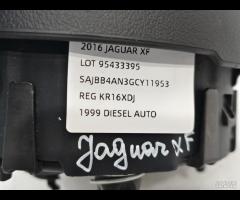 2016 JAGUAR XF
LOT 95433395
SAJBB4AN3GCY11953
REG KR16XDJ
1999 DIESEL AUTO
Jaguar XF